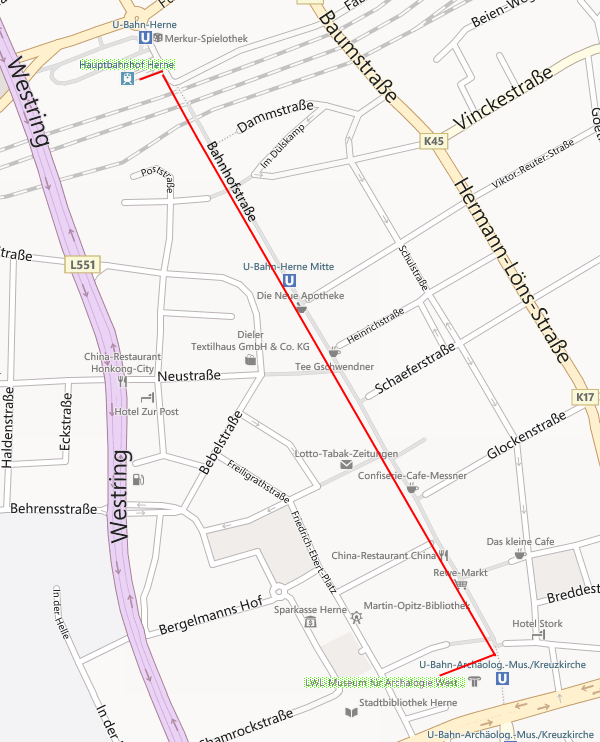 U-Bahn-Herne
Merkur-Spielothek
Baumstraße
Beien-We
Hauptbahnhof Herne
Westring
Vinckestraße
Dammstraße
Im Dülskamp
K45
Bahnhofstraße
Viktor-Reuter-Straße
Poststraße
Hermann-Löns-Straße
Schulstraße
Straße
L551
U-Bahn-Herne Mitte
Die Neue Apotheke
Heinrichstraße
Dieler
Textilhaus GmbH & Co. KG
China-Restaurant
Honkong-City
Tee Gschwendner
Neustraße
Schaeferstraße
Haldenstraße
Eckstraße
Hotel Zur Post
K17
Bebelstraße
Glockenstraße
Westring
Lotto-Tabak-Zeitungen
Freiligrathstraße
Confiserie-Cafe-Messner
Behrensstraße
Friedrich-Ebert-Platz
Das kleine Cafe
China-Restaurant China
Rewe-Markt
In der Helle
Bergelmanns Hof
Sparkasse Herne
Martin-Opitz-Bibliothek
Breddest
Hotel Stork
U-Bahn-Archäolog.-Mus./Kreuzkirche
LWL-Museum für Archäologie West...
Stadtbibliothek Herne
In der
Shamrockstraße
U-Bahn-Archäolog.-Mus./Kreuzkirche